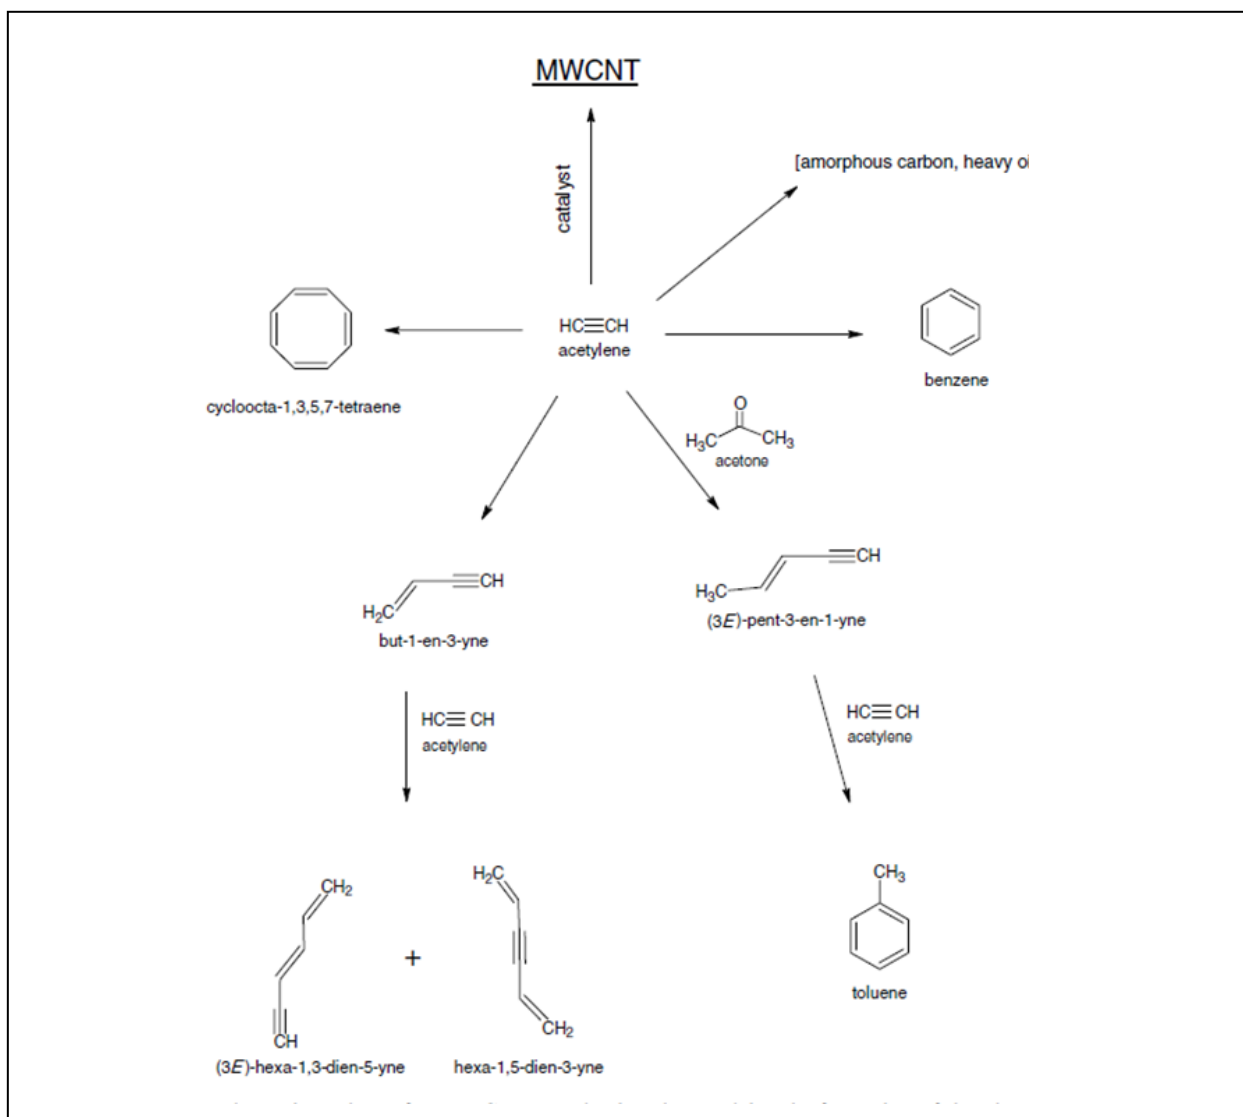 MWCNT
catalyst
[amorphous carbon, heavy
HC≡CH
acetylene
cycloocta-1,3,5,7-tetraene
benzene
O
H₃C CH₃
acetone
CH
H₂C
but-1-en-3-yne
CH
H₃C
(3E)-pent-3-en-1-yne
HC≡CH
acetylene
HC≡CH
acetylene
CH₂
CH
(3E)-hexa-1,3-dien-5-yne
+
H₂C
CH₂
hexa-1,5-dien-3-yne
CH₃
toluene